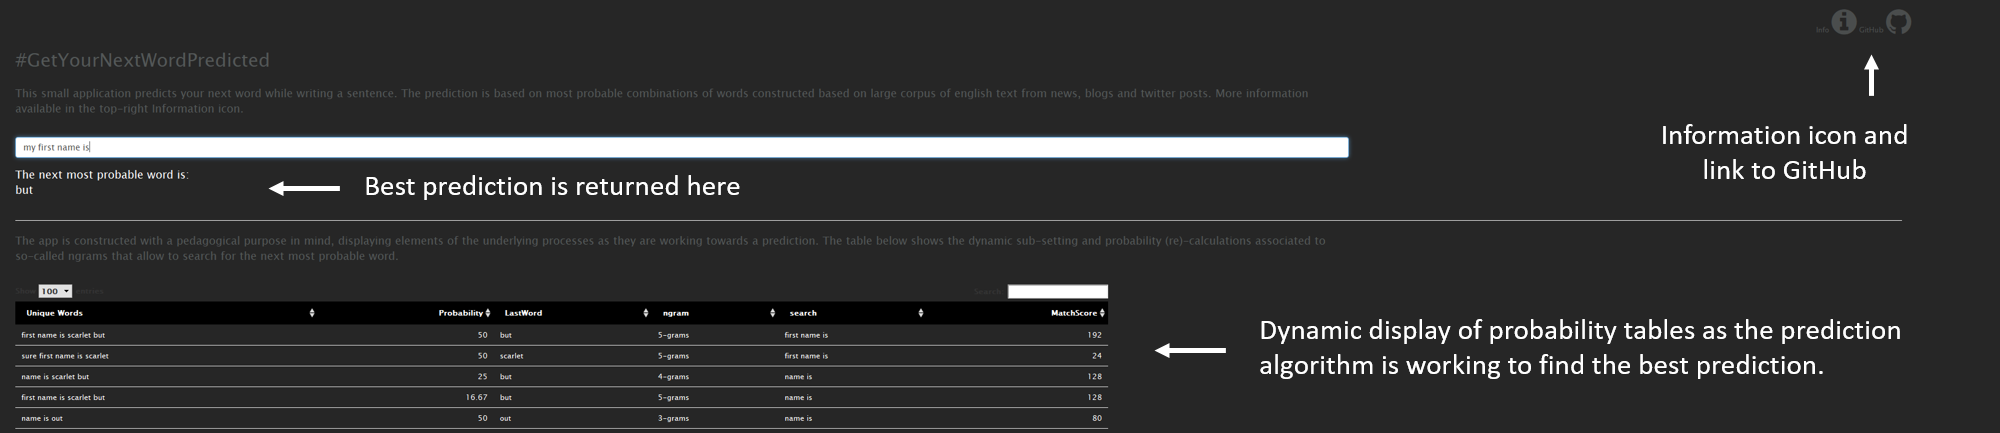 Info GitHub
#GetYourNextWordPredicted
This small application predicts your next word while writing a sentence. The prediction is based on most probable combinations of words constructed based on large corpus of english text from news, blogs and twitter posts. More information
available in the top-right Information icon.
my first name is
The next most probable word is:
but
Best prediction is returned here
Information icon and
link to GitHub
The app is constructed with a pedagogical purpose in mind, displaying elements of the underlying processes as they are working towards a prediction. The table below shows the dynamic sub-setting and probability (re)-calculations associated to
so-called ngrams that allow to search for the next most probable word.
Show 100 entries Search:
Unique Words Probability LastWord ngram search MatchScore
first name is scarlet but 50 but 5-grams first name is 192
sure first name is scarlet 50 scarlet 5-grams first name is 24
name is scarlet but 25 but 4-grams name is 128
first name is scarlet but 16.67 but 5-grams name is 128
name is out 50 out 3-grams name is 80
Dynamic display of probability tables as the prediction
algorithm is working to find the best prediction.